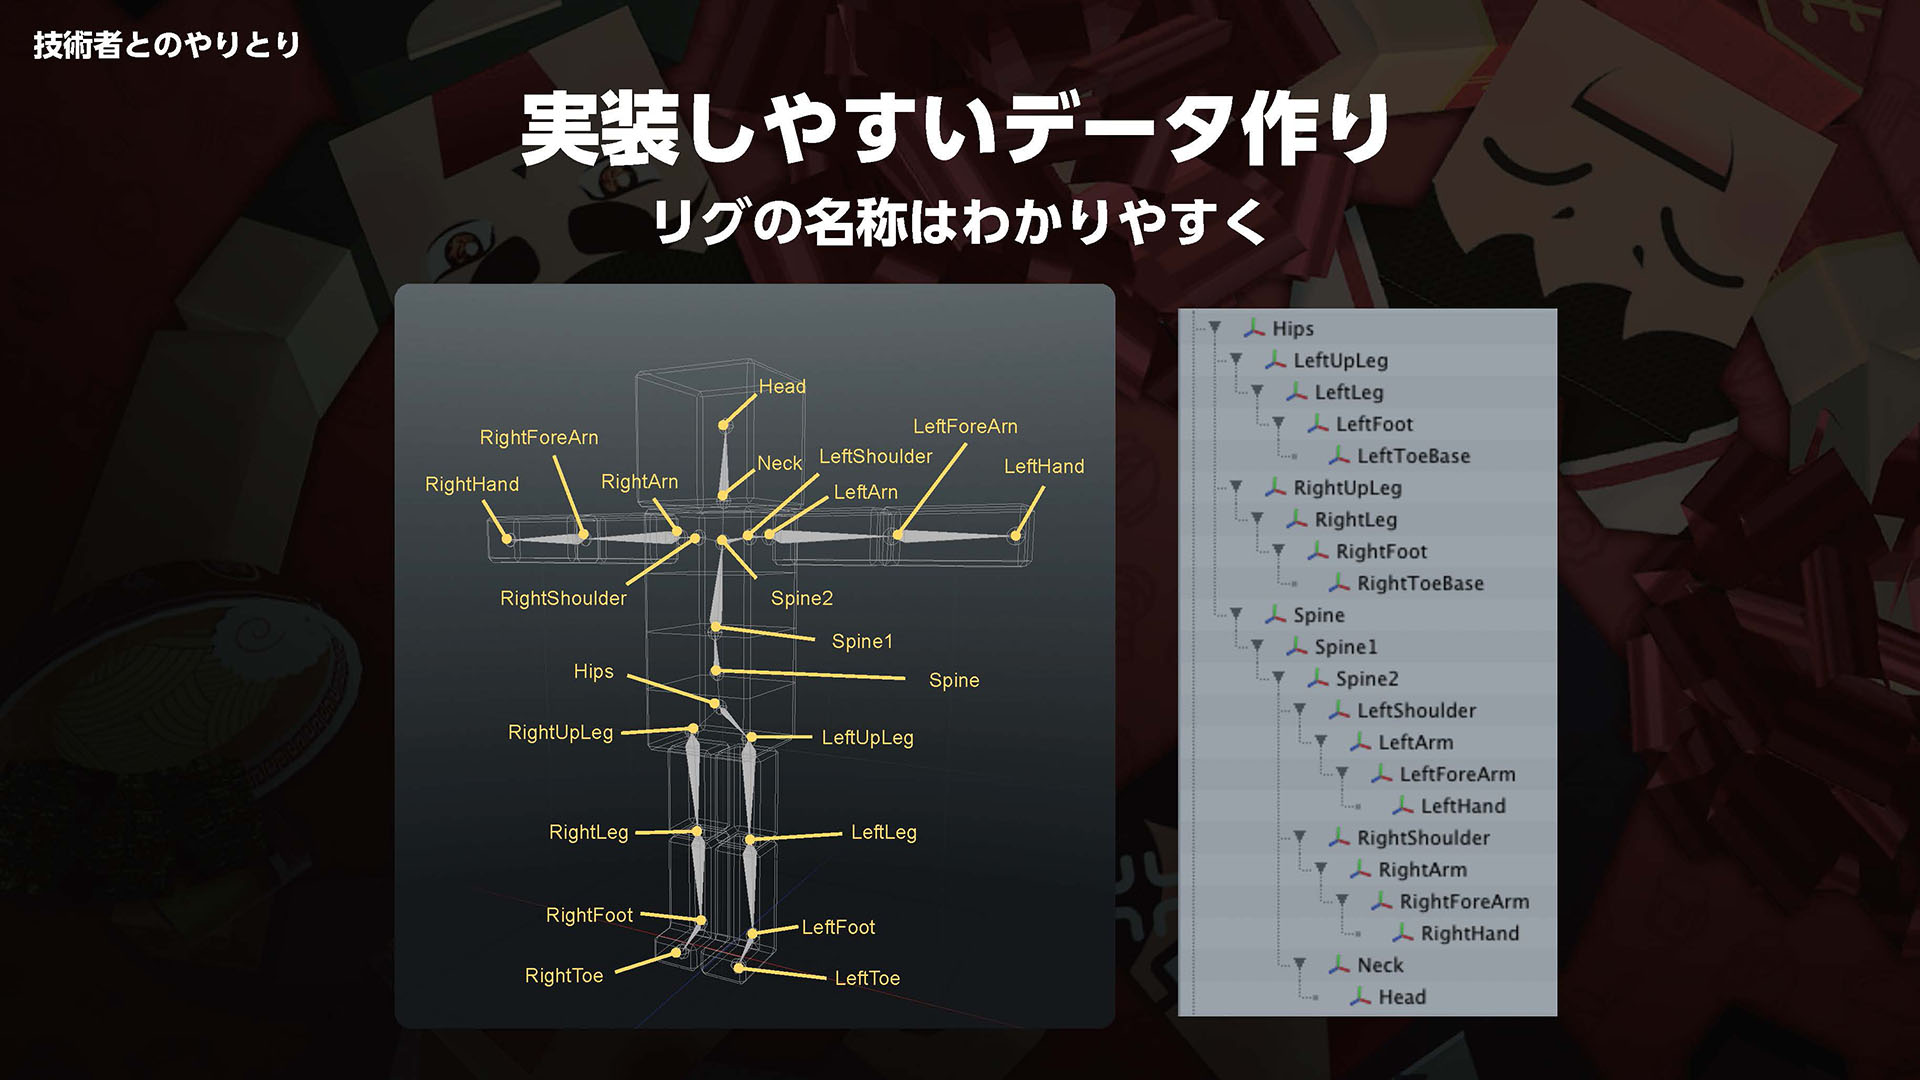 技術者とのやりとり
実装しやすいデータ作り
リグの名称はわかりやすく
Head
RightForeArn
LeftForeArn
Neck
LeftShoulder
LeftHand
RightHand
RightArn
LeftArn
RightShoulder
Spine2
Spine1
Hips
Spine
RightUpLeg
LeftUpLeg
RightLeg
LeftLeg
RightFoot
LeftFoot
RightToe
LeftToe
Hips
LeftUpLeg
LeftLeg
LeftFoot
LeftToeBase
RightUpLeg
RightLeg
RightFoot
RightToeBase
Spine
Spine1
Spine2
LeftShoulder
LeftArm
LeftForeArm
LeftHand
RightShoulder
RightArm
RightForeArm
RightHand
Neck
Head